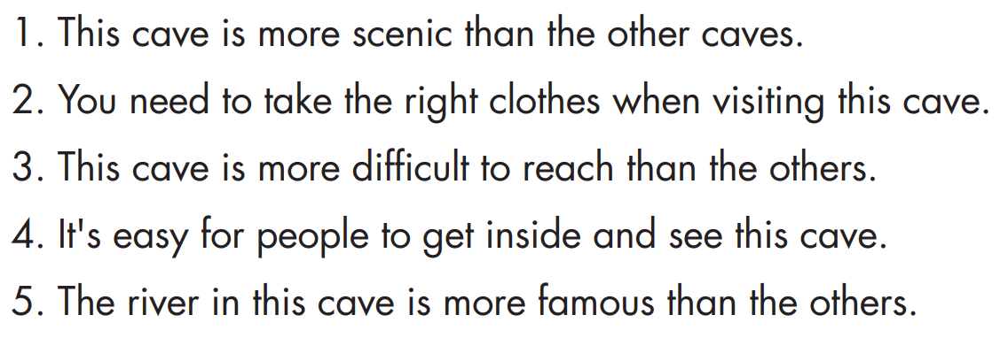 1. This cave is more scenic than the other caves.
2. You need to take the right clothes when visiting this cave.
3. This cave is more difficult to reach than the others.
4. It's easy for people to get inside and see this cave.
5. The river in this cave is more famous than the others.